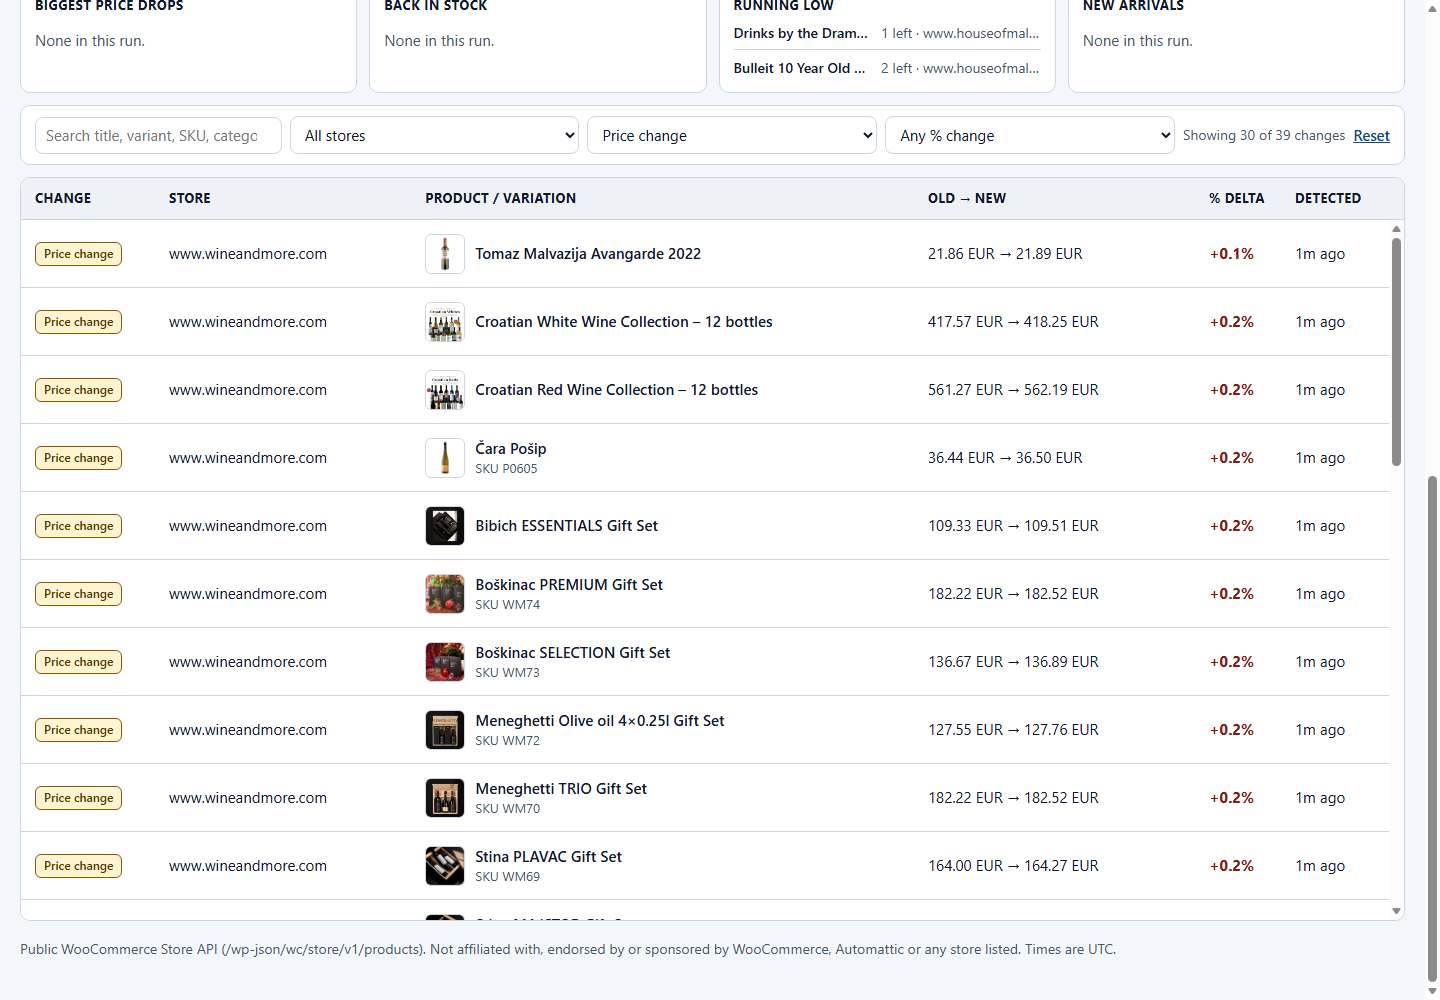 BIGGEST PRICE DROPS
None in this run.
BACK IN STOCK
None in this run.
RUNNING LOW
Drinks by the Dram... 1 left · www.houseofmal...
Bulleit 10 Year Old ... 2 left · www.houseofmal...
NEW ARRIVALS
None in this run.
Search title, variant, SKU, catego All stores Price change Any % change Showing 30 of 39 changes Reset
CHANGE STORE PRODUCT / VARIATION OLD → NEW % DELTA DETECTED
Price change www.wineandmore.com Tomaz Malvazija Avangarde 2022 21.86 EUR → 21.89 EUR +0.1% 1m ago
Price change www.wineandmore.com Croatian White Wine Collection – 12 bottles 417.57 EUR → 418.25 EUR +0.2% 1m ago
Price change www.wineandmore.com Croatian Red Wine Collection – 12 bottles 561.27 EUR → 562.19 EUR +0.2% 1m ago
Price change www.wineandmore.com Čara Pošip 36.44 EUR → 36.50 EUR +0.2% 1m ago
SKU P0605
Price change www.wineandmore.com Bibich ESSENTIALS Gift Set 109.33 EUR → 109.51 EUR +0.2% 1m ago
Price change www.wineandmore.com Boškinac PREMIUM Gift Set 182.22 EUR → 182.52 EUR +0.2% 1m ago
SKU WM74
Price change www.wineandmore.com Boškinac SELECTION Gift Set 136.67 EUR → 136.89 EUR +0.2% 1m ago
SKU WM73
Price change www.wineandmore.com Meneghetti Olive oil 4×0.25l Gift Set 127.55 EUR → 127.76 EUR +0.2% 1m ago
SKU WM72
Price change www.wineandmore.com Meneghetti TRIO Gift Set 182.22 EUR → 182.52 EUR +0.2% 1m ago
SKU WM70
Price change www.wineandmore.com Stina PLAVAC Gift Set 164.00 EUR → 164.27 EUR +0.2% 1m ago
SKU WM69
Public WooCommerce Store API (/wp-json/wc/store/v1/products). Not affiliated with, endorsed by or sponsored by WooCommerce, Automattic or any store listed. Times are UTC.